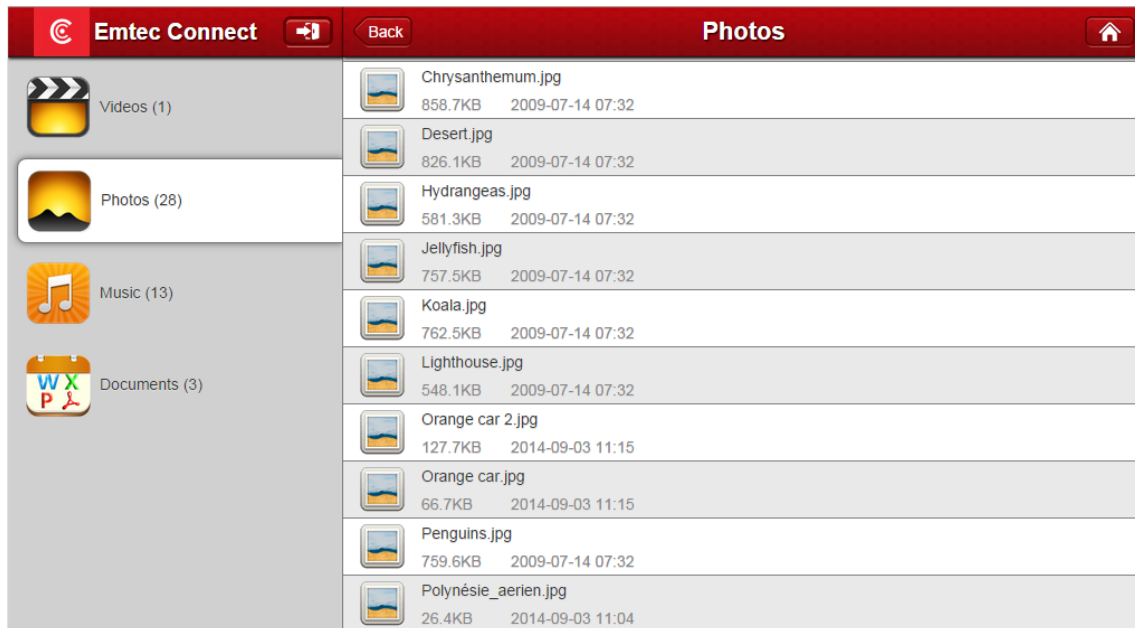 Emtec Connect
Back
Photos
Videos (1)
Photos (28)
Music (13)
W X
P
Documents (3)
Chrysanthemum.jpg
858.7KB 2009-07-14 07:32
Desert.jpg
826.1KB 2009-07-14 07:32
Hydrangeas.jpg
581.3KB 2009-07-14 07:32
Jellyfish.jpg
757.5KB 2009-07-14 07:32
Koala.jpg
762.5KB 2009-07-14 07:32
Lighthouse.jpg
548.1KB 2009-07-14 07:32
Orange car 2.jpg
127.7KB 2014-09-03 11:15
Orange car.jpg
66.7KB 2014-09-03 11:15
Penguins.jpg
759.6KB 2009-07-14 07:32
Polynésie_aerien.jpg
26.4KB 2014-09-03 11:04